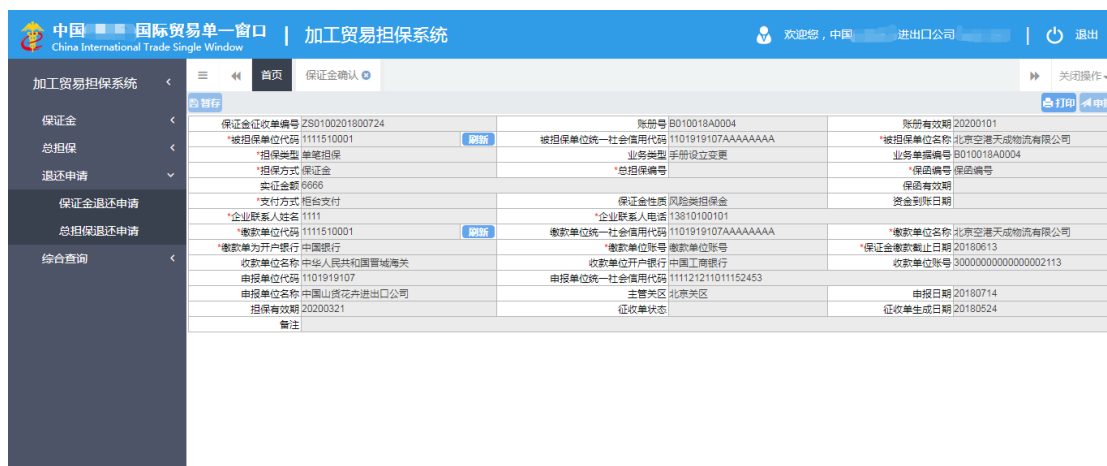 中国 国际贸易单一窗口 | 加工贸易担保系统 欢迎您，中国 进出口公司 | 退出
China International Trade Single Window
加工贸易担保系统
保证金
总担保
退还申请
保证金退还申请
总担保退还申请
综合查询
首页 保证金确认 关闭操作
暂存 打印 申报
保证金征收单编号 ZS0100201800724 账册号 B010018A0004 账册有效期 20200101
*被担保单位代码 1111510001 刷新 被担保单位统一社会信用代码 1101919107AAAAAAAA *被担保单位名称 北京空港天成物流有限公司
*担保类型 单笔担保 业务类型 手册设立变更 业务单据编号 B010018A0004
*担保方式 保证金 *总担保编号 *保函编号 保函编号
实征金额 6666 保函有效期
*支付方式 柜台支付 保证金性质 风险类担保金 资金到账日期
*企业联系人姓名 1111 *企业联系人电话 13810100101
*缴款单位代码 1111510001 刷新 缴款单位统一社会信用代码 1101919107AAAAAAAA *缴款单位名称 北京空港天成物流有限公司
*缴款单为开户银行 中国银行 *缴款单位账号 缴款单位账号 *保证金缴款截止日期 20180613
收款单位名称 中华人民共和国晋城海关 收款单位开户银行 中国工商银行 收款单位账号 30000000000000002113
申报单位代码 1101919107 申报单位统一社会信用代码 111121211011152453
申报单位名称 中国山货花卉进出口公司 主管关区 北京关区 申报日期 20180714
担保有效期 20200321 征收单状态 征收单生成日期 20180524
备注